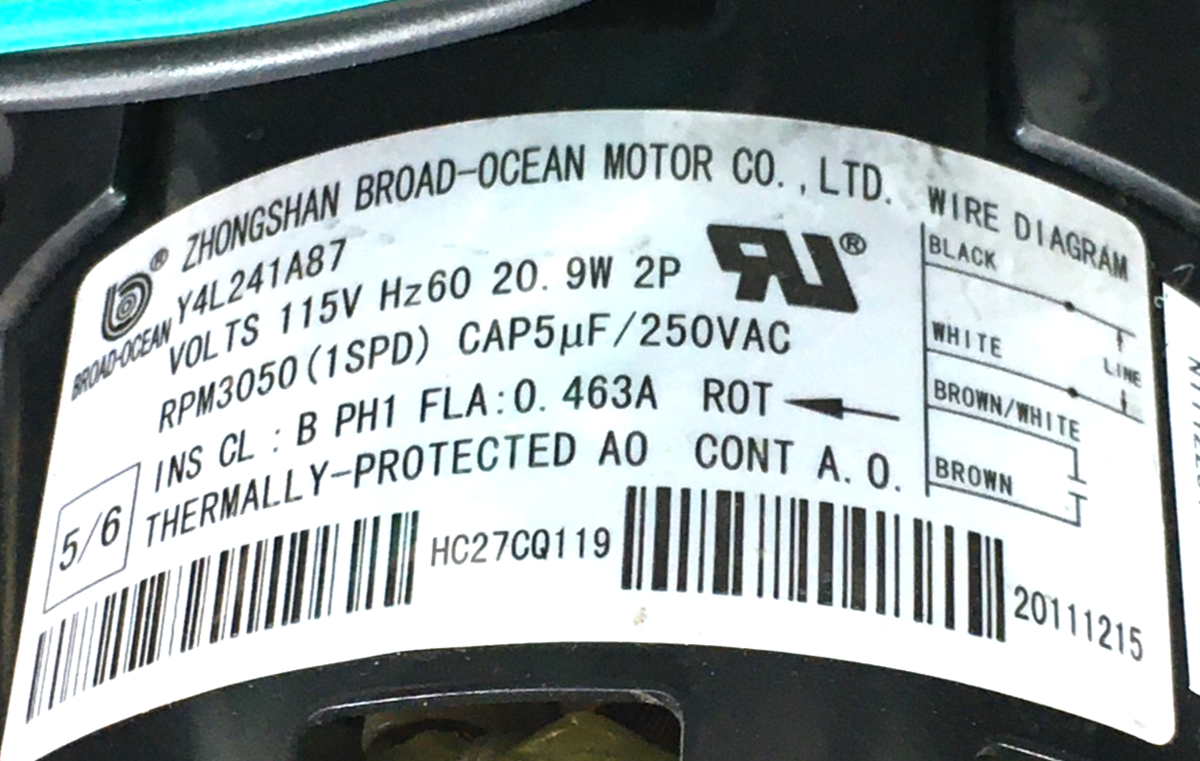 ZHONGSHAN BROAD-OCEAN MOTOR CO., LTD.
Y4L241A87
VOLTS 115V Hz60 20.9W 2P
RPM3050(1SPD) CAP5μF/250VAC
INS CL : B PH1 FLA:0.463A ROT
THERMALLY-PROTECTED AO CONT A.O.
®
BROAD-OCEAN
5/6
RU®
HC27CQ119
20111215
WIRE DIAGRAM
BLACK
WHITE
LINE
BROWN/WHITE
BROWN